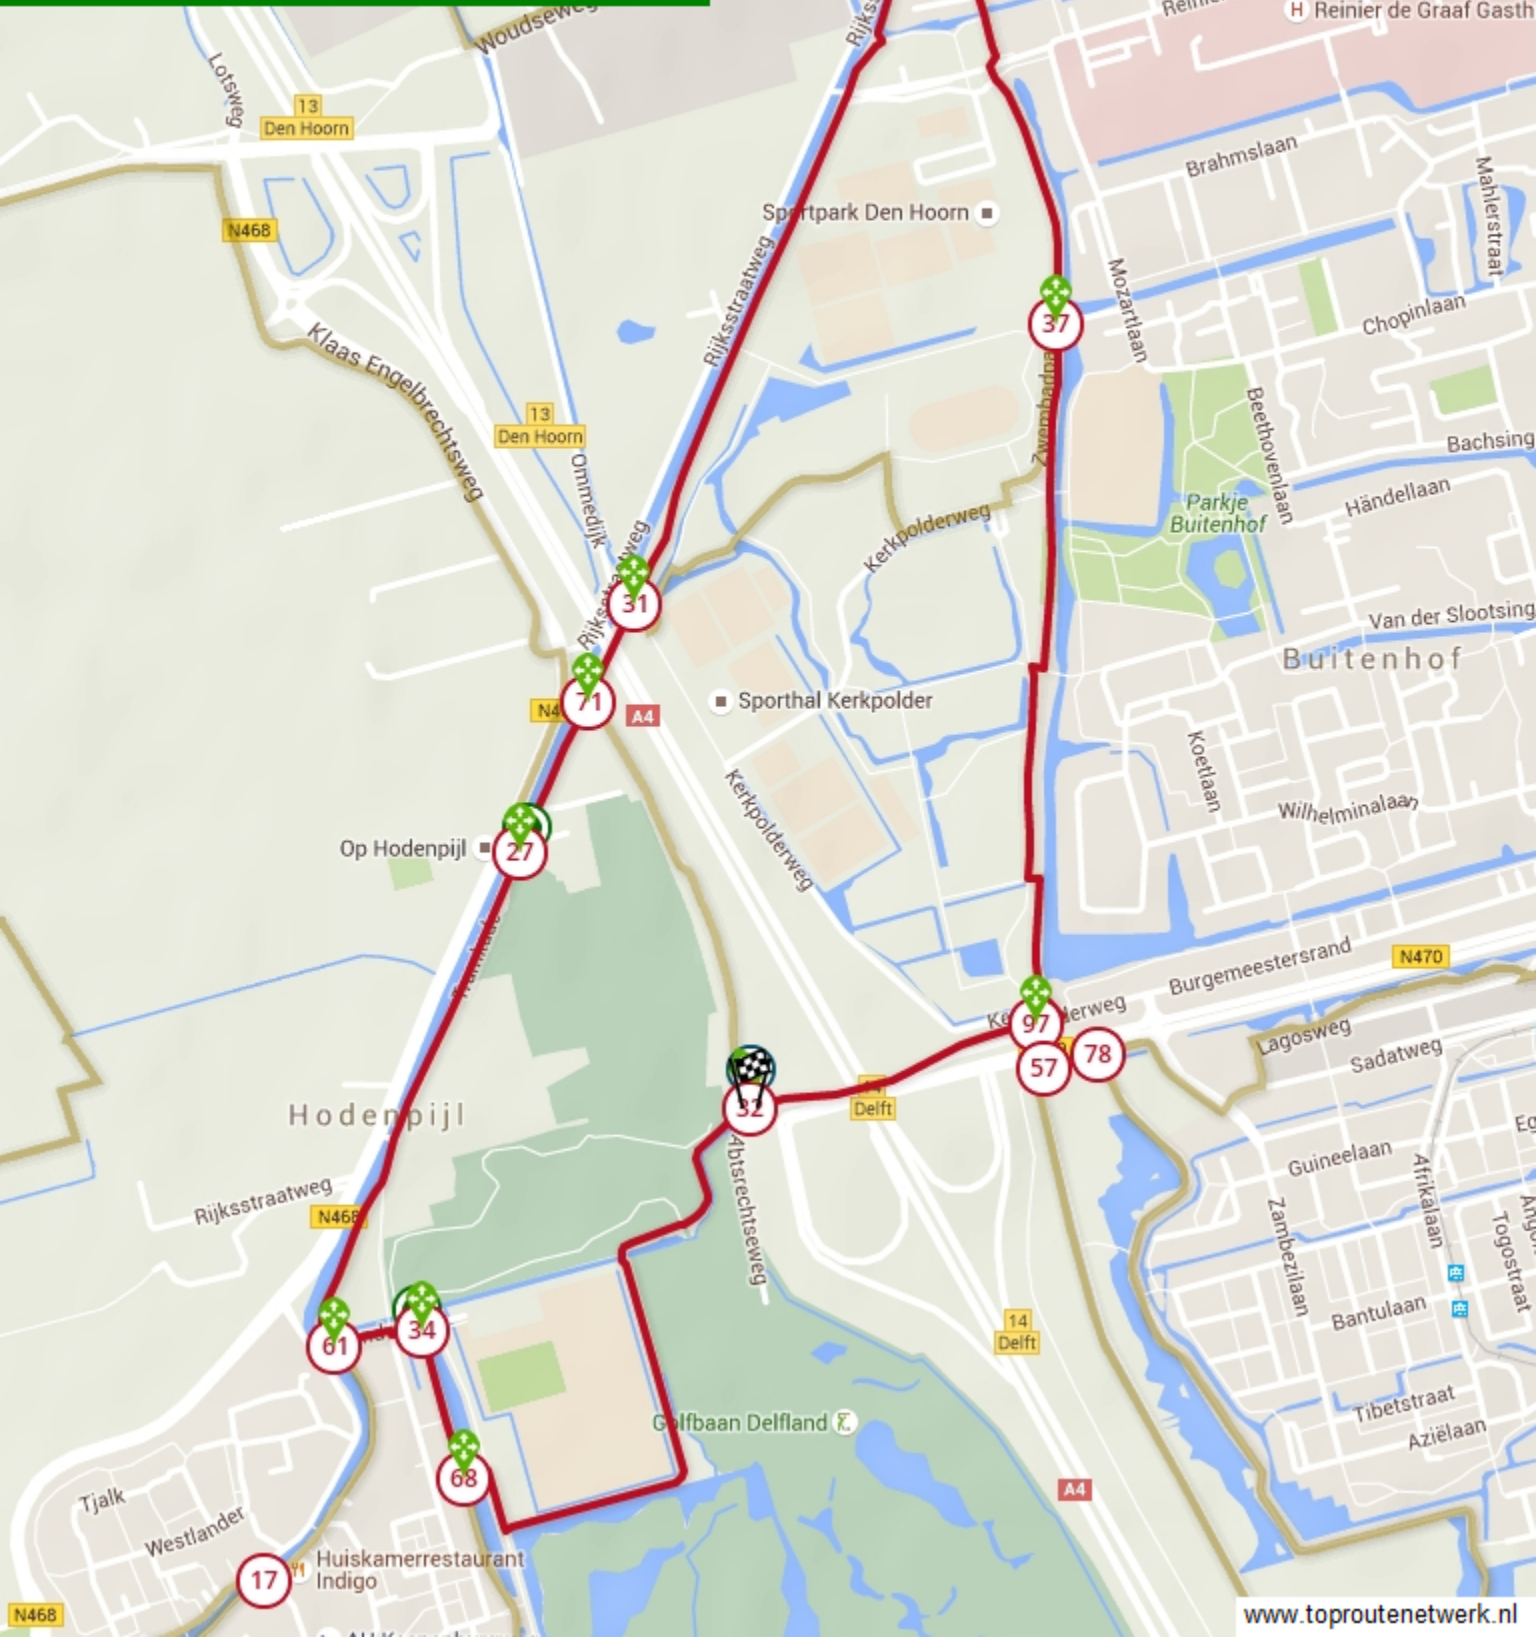 Woudseweg
H Reinier de Graaf Gasth
Lotsweg
13
Den Hoorn
Brahmslaan
Mahlerstraat
Sportpark Den Hoorn
N468
Mozartlaan
Rijksstraatweg
37
Chopinlaan
Klaas Engelbrechtsweg
13
Den Hoorn
Beethovenlaan
Bachsing
Ommedijk
Händellaan
Parkje
Buitenhof
Kerkpolderweg
31
Van der Slootsing
Buitenhof
71
A4
Sporthal Kerkpolder
Koetlaan
Wilhelminalaan
Kerkpolderweg
Op Hodenpijl
27
N470
Burgemeestersrand
97
Lagosweg
Sadatweg
57
78
32
14
Delft
Hodenpijl
Guineelaan
Afrikalaan
Abtsrechtseweg
Rijksstraatweg
N468
Zambezilaan
Togostraat
Bantulaan
61
34
14
Delft
Tibetstraat
Aziëlaan
Golfbaan Delfland
68
A4
Tjalk
Westlander
17
Huiskamerrestaurant
Indigo
N468
www.toproutenetwerk.nl